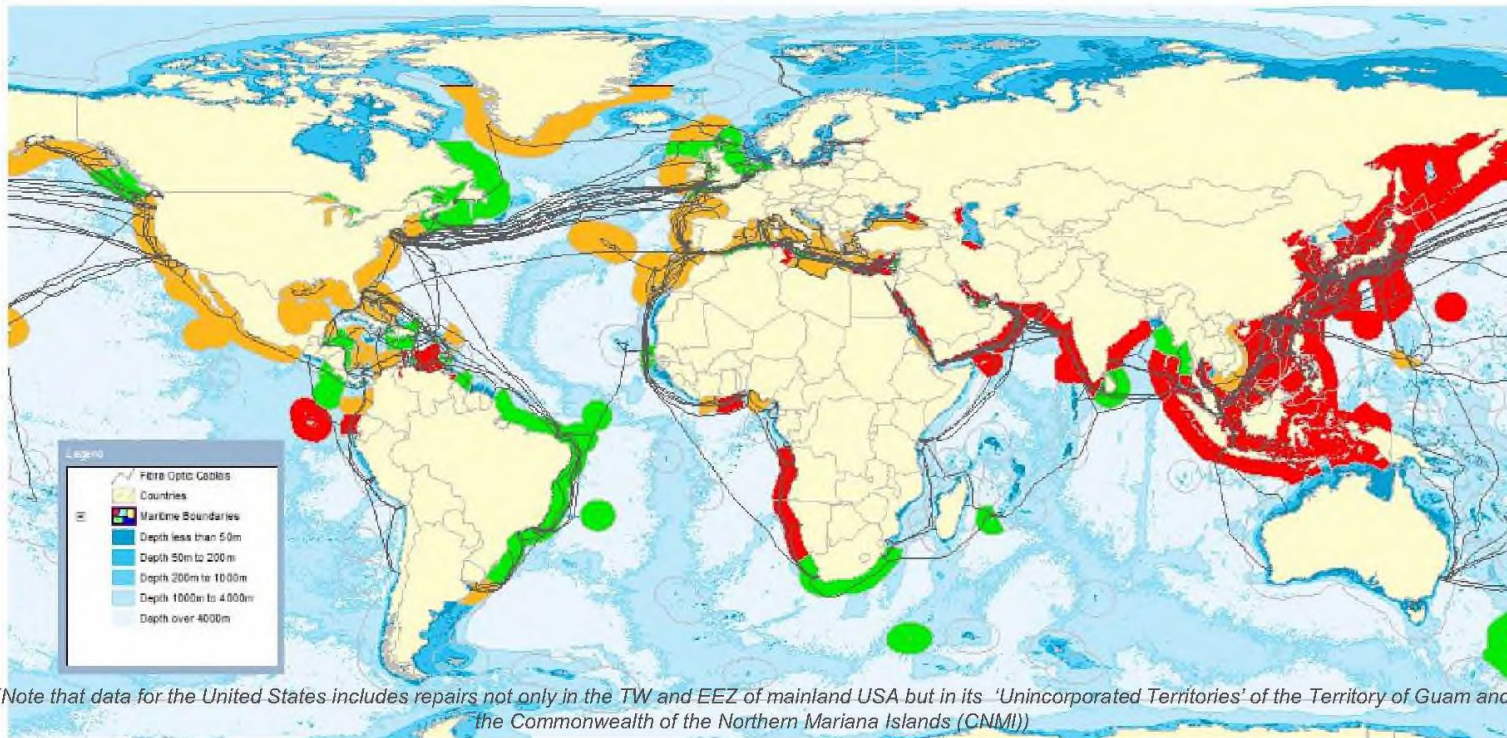 Legend
Fibre Optic Cables
Countries
Maritime Boundaries
Depth less than 50m
Depth 50m to 200m
Depth 200m to 1000m
Depth 1000m to 4000m
Depth over 4000m
Note that data for the United States includes repairs not only in the TW and EEZ of mainland USA but in its 'Unincorporated Territories' of the Territory of Guam and
the Commonwealth of the Northern Mariana Islands (CNMI))